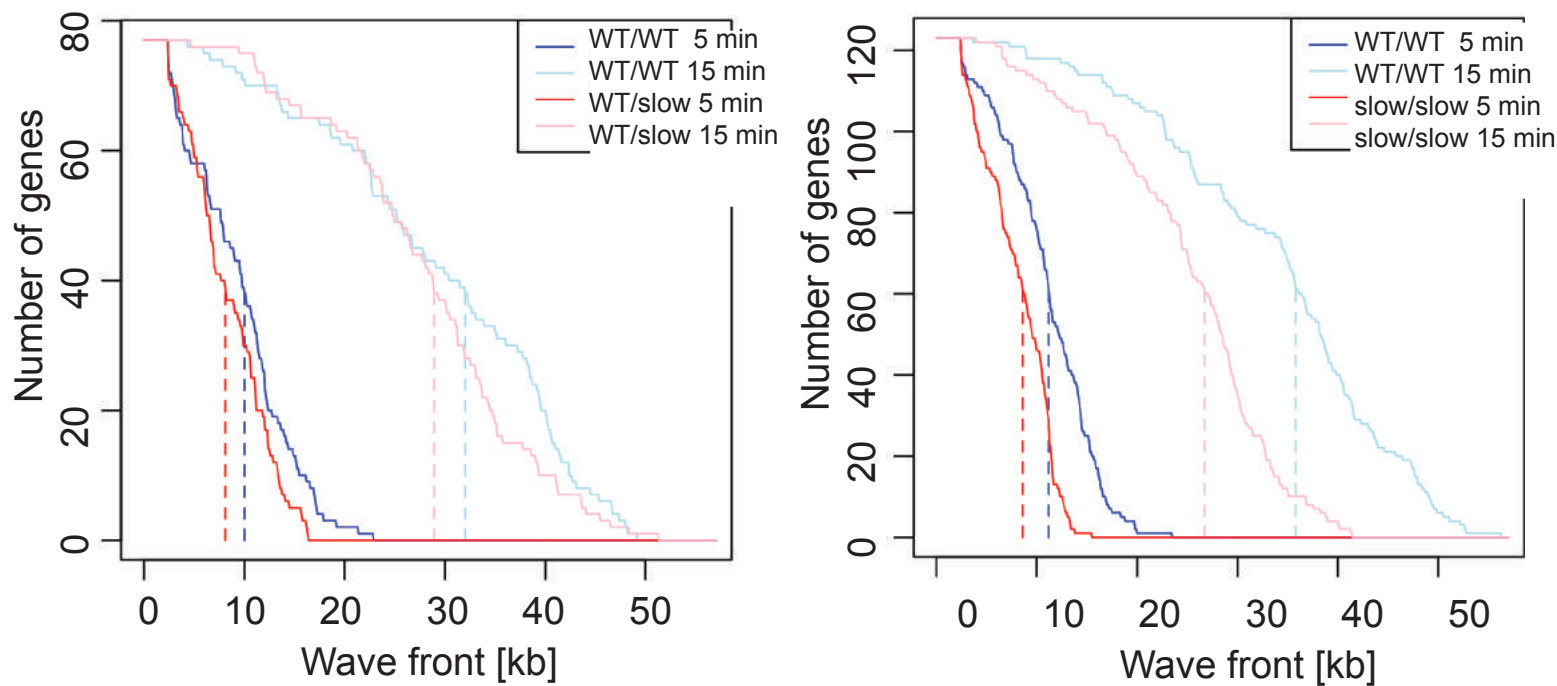 Number of genes
80
60
40
20
0
WT/WT 5 min
WT/WT 15 min
WT/slow 5 min
WT/slow 15 min
0 10 20 30 40 50
Wave front [kb]
Number of genes
120
100
80
60
40
20
0
WT/WT 5 min
WT/WT 15 min
slow/slow 5 min
slow/slow 15 min
0 10 20 30 40 50
Wave front [kb]